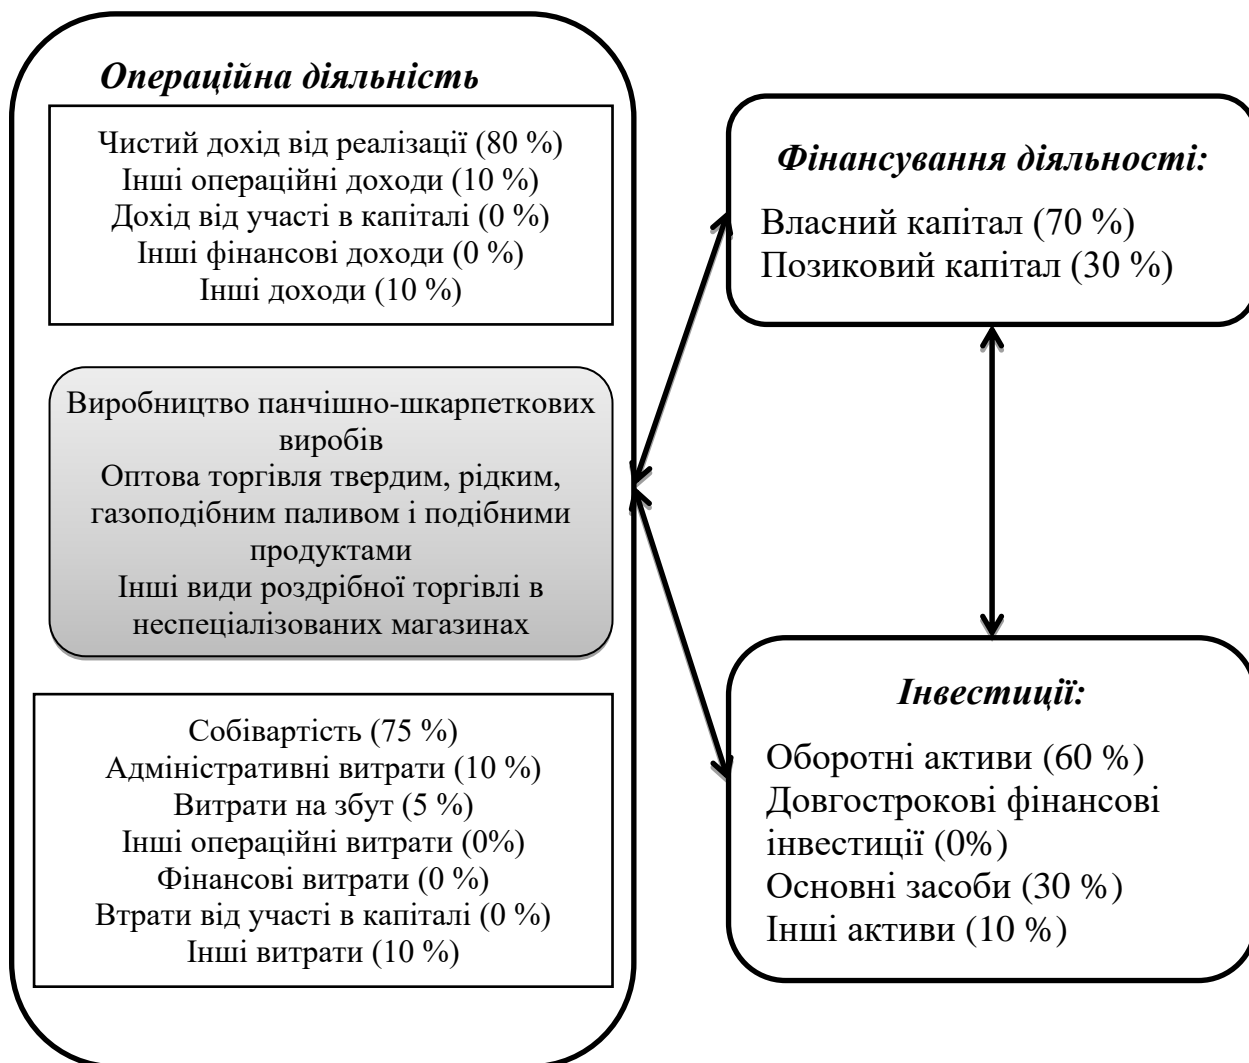 Операційна діяльність
Чистий дохід від реалізації (80 %)
Інші операційні доходи (10 %)
Дохід від участі в капіталі (0 %)
Інші фінансові доходи (0 %)
Інші доходи (10 %)
Виробництво панчішно-шкарпеткових
виробів
Оптова торгівля твердим, рідким,
газоподібним паливом і подібними
продуктами
Інші види роздрібної торгівлі в
неспеціалізованих магазинах
Собівартість (75 %)
Адміністративні витрати (10 %)
Витрати на збут (5 %)
Інші операційні витрати (0%)
Фінансові витрати (0 %)
Втрати від участі в капіталі (0 %)
Інші витрати (10 %)
Фінансування діяльності:
Власний капітал (70 %)
Позиковий капітал (30 %)
Інвестиції:
Оборотні активи (60 %)
Довгострокові фінансові
інвестиції (0%)
Основні засоби (30 %)
Інші активи (10 %)